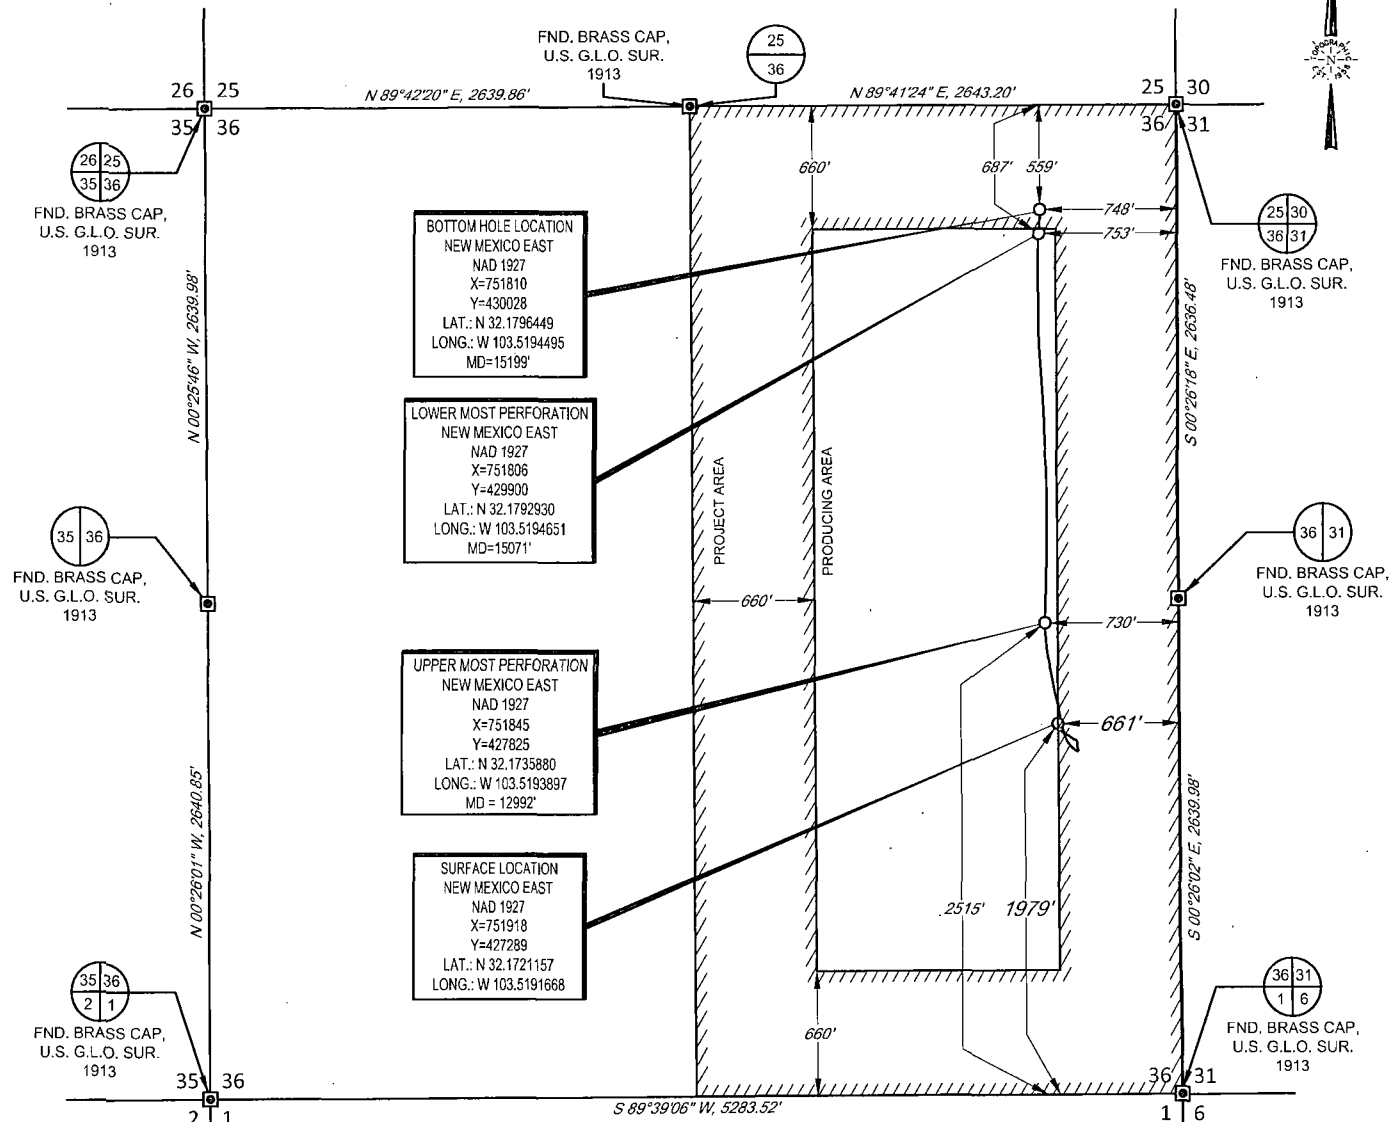 FND. BRASS CAP,
U.S. G.L.O. SUR.
1913
25
36
26 25
35 36
N 89°42'20" E, 2639.86'
N 89°41'24" E, 2643.20'
25 30
36 31
N
26 25
35 36
FND. BRASS CAP,
U.S. G.L.O. SUR.
1913
660'
687'
559'
748'
753'
25 30
36 31
FND. BRASS CAP,
U.S. G.L.O. SUR.
1913
BOTTOM HOLE LOCATION
NEW MEXICO EAST
NAD 1927
X=751810
Y=430028
LAT.: N 32.1796449
LONG.: W 103.5194495
MD=15199'
N 00°25'46" W, 2639.98'
S 00°26'18" E, 2636.48'
LOWER MOST PERFORATION
NEW MEXICO EAST
NAD 1927
X=751806
Y=429900
LAT.: N 32.1792930
LONG.: W 103.5194651
MD=15071'
PROJECT AREA
PRODUCING AREA
35 36
FND. BRASS CAP,
U.S. G.L.O. SUR.
1913
660'
730'
36 31
FND. BRASS CAP,
U.S. G.L.O. SUR.
1913
UPPER MOST PERFORATION
NEW MEXICO EAST
NAD 1927
X=751845
Y=427825
LAT.: N 32.1735880
LONG.: W 103.5193897
MD = 12992'
661'
N 00°26'01" W, 2640.85'
S 00°26'02" E, 2639.98'
SURFACE LOCATION
NEW MEXICO EAST
NAD 1927
X=751918
Y=427289
LAT.: N 32.1721157
LONG.: W 103.5191668
2515'
1979'
35 36
2 1
FND. BRASS CAP,
U.S. G.L.O. SUR.
1913
660'
36 31
1 6
FND. BRASS CAP,
U.S. G.L.O. SUR.
1913
35 36
2 1
S 89°39'06" W, 5283.52'
36 31
1 6